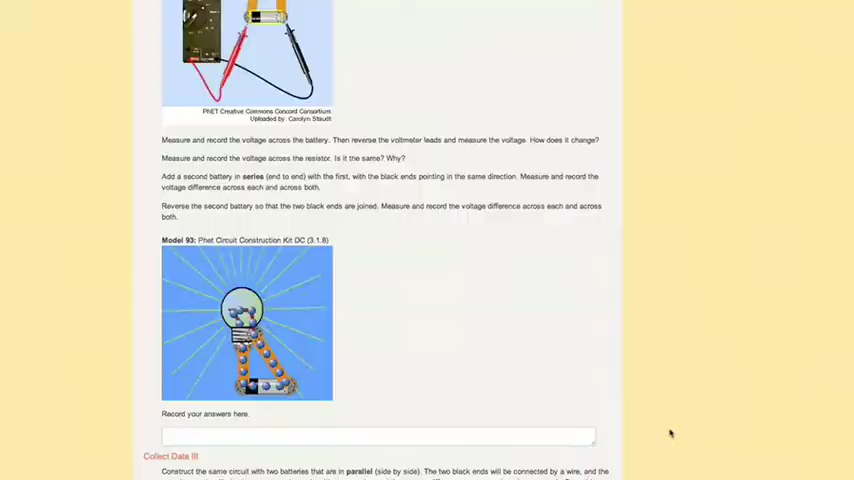 PhET Creative Commons Concord Consortium
Uploaded by: Carolyn Staudt
Measure and record the voltage across the battery. Then reverse the voltmeter leads and measure the voltage. How does it change?
Measure and record the voltage across the resistor. Is it the same? Why?
Add a second battery in series (end to end) with the first, with the black ends pointing in the same direction. Measure and record the
voltage difference across each and across both.
Reverse the second battery so that the two black ends are joined. Measure and record the voltage difference across each and across
both.
Model 93: Phet Circuit Construction Kit DC (3.1.8)
Record your answers here.
Collect Data III
Construct the same circuit with two batteries that are in parallel (side by side). The two black ends will be connected by a wire, and the